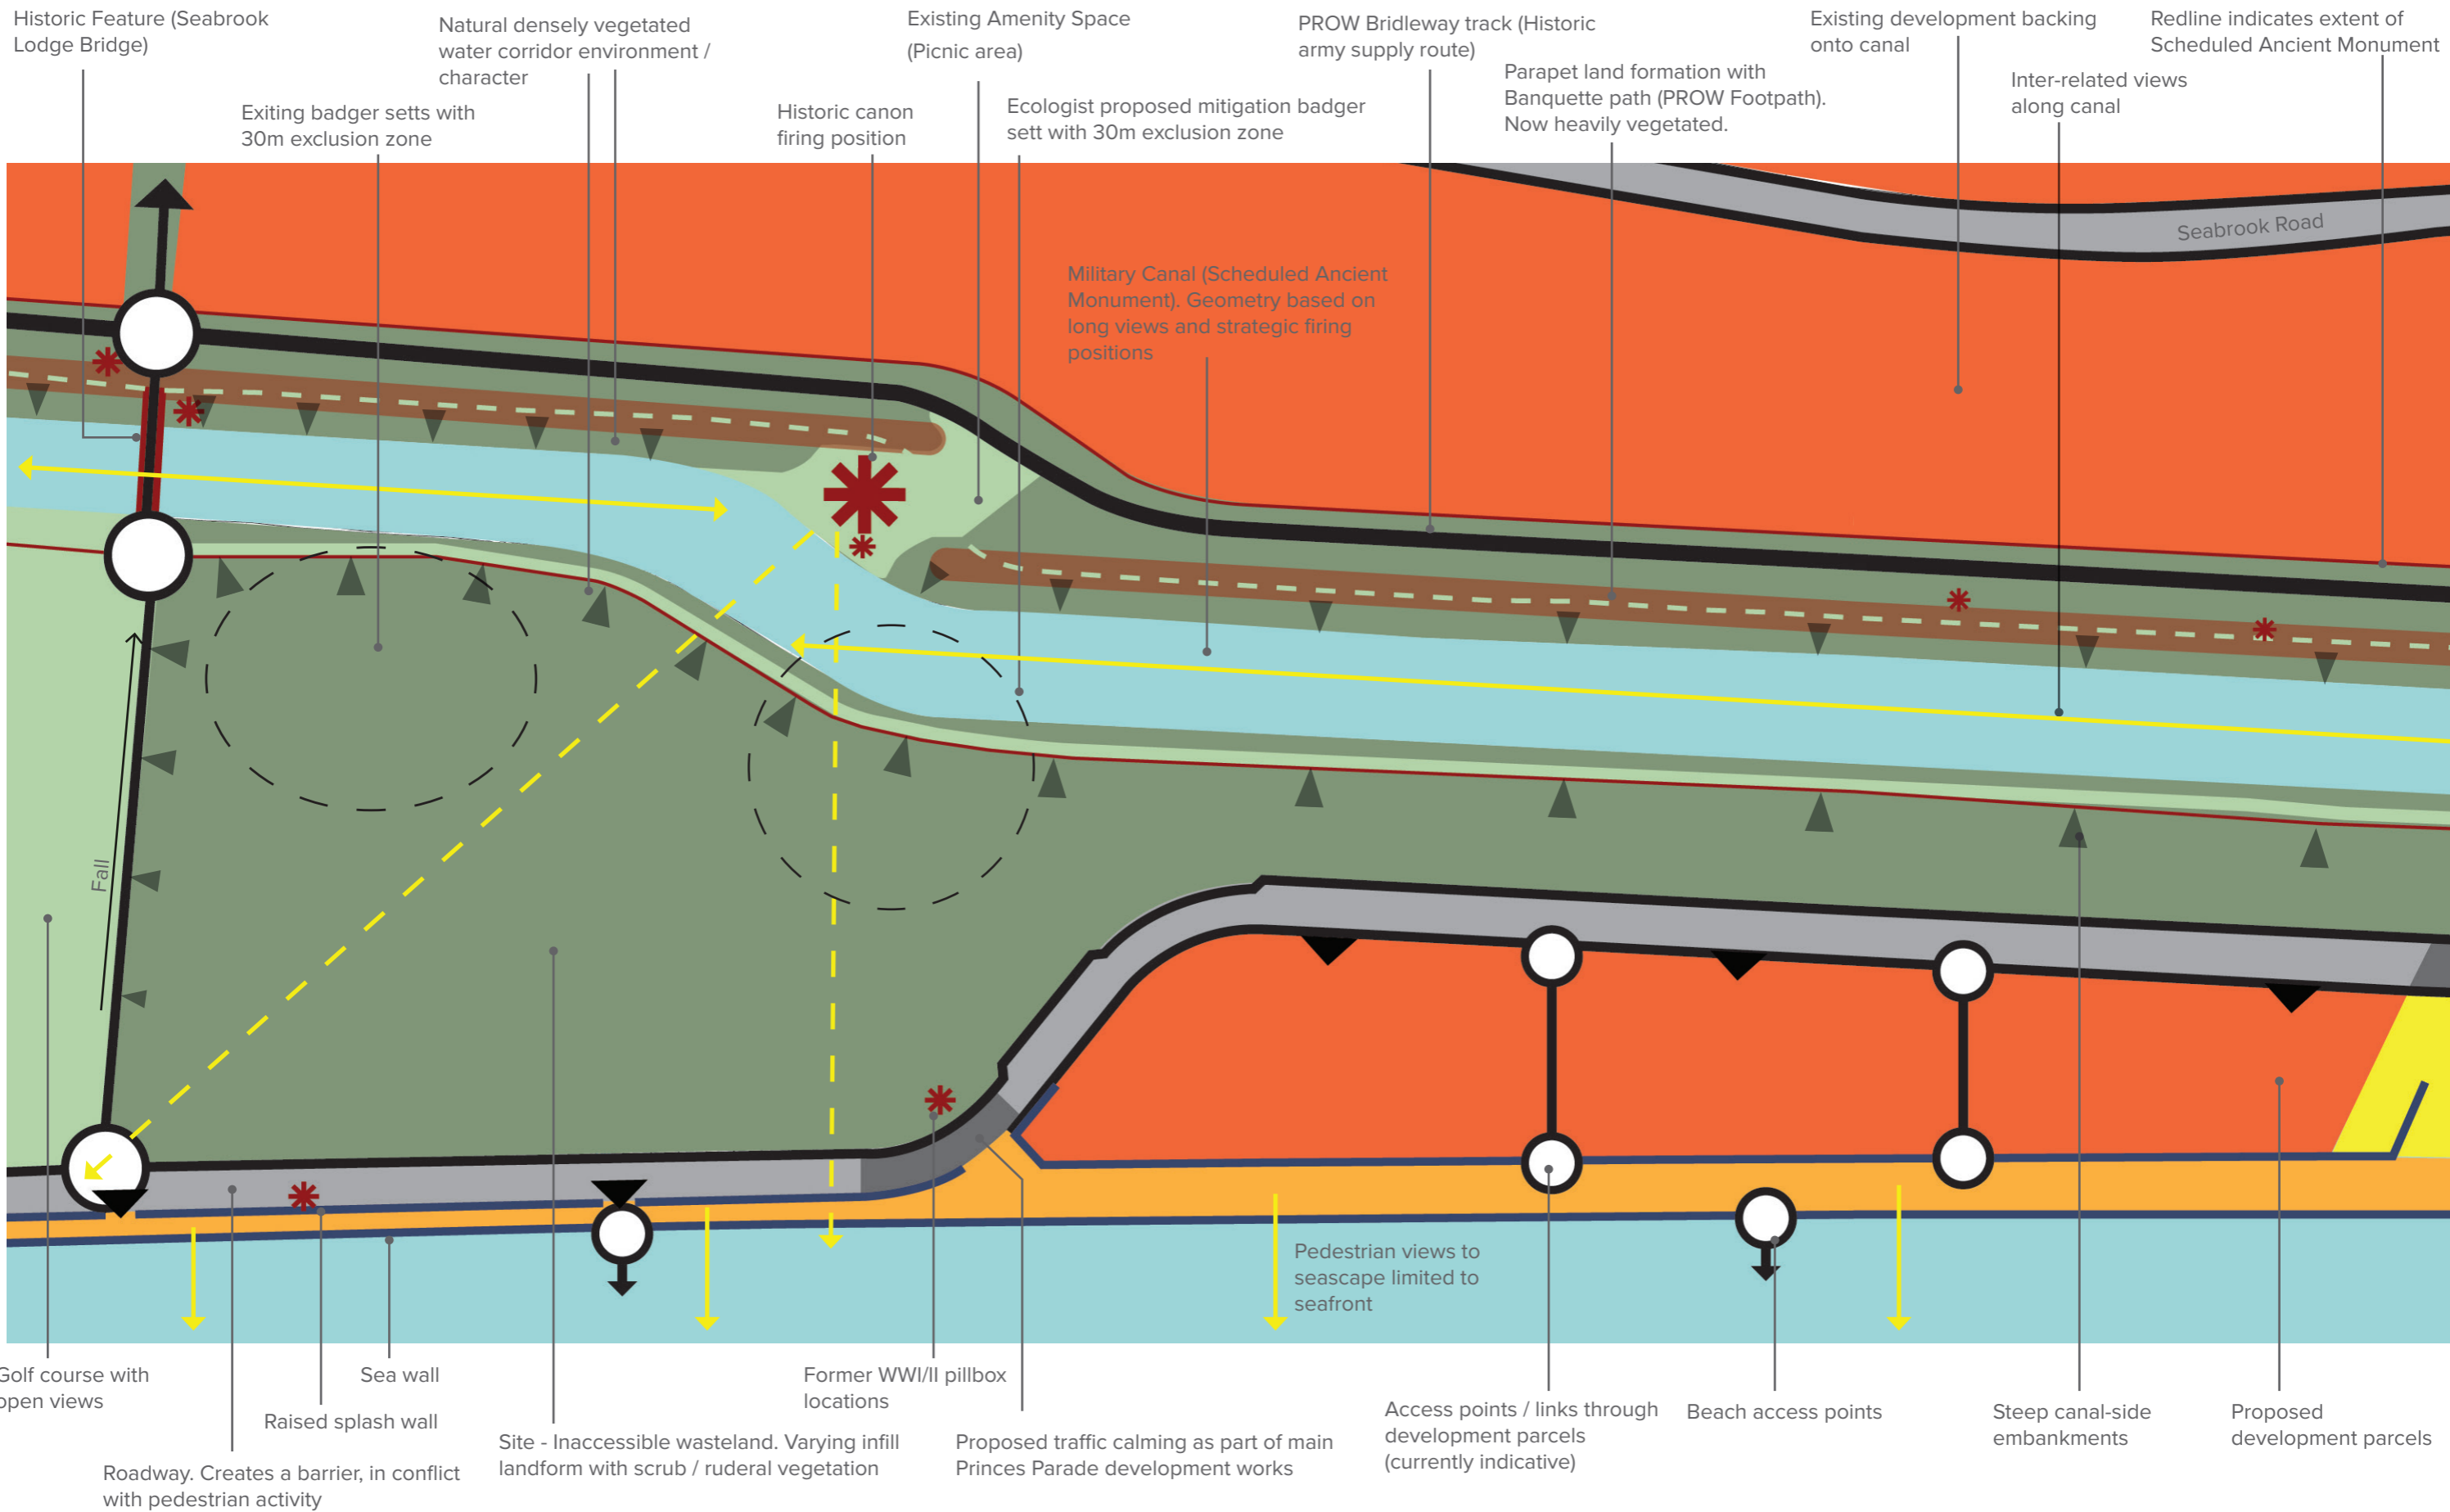 Historic Feature (Seabrook
Lodge Bridge)
Natural densely vegetated
water corridor environment /
character
Existing Amenity Space
(Picnic area)
PROW Bridleway track (Historic
army supply route)
Existing development backing
onto canal
Redline indicates extent of
Scheduled Ancient Monument
Exiting badger setts with
30m exclusion zone
Historic canon
firing position
Ecologist proposed mitigation badger
sett with 30m exclusion zone
Parapet land formation with
Banquette path (PROW Footpath).
Now heavily vegetated.
Inter-related views
along canal
Seabrook Road
Military Canal (Scheduled Ancient
Monument). Geometry based on
long views and strategic firing
positions
Fall
Pedestrian views to
seascape limited to
seafront
Golf course with
open views
Sea wall
Raised splash wall
Roadway. Creates a barrier, in conflict
with pedestrian activity
Site - Inaccessible wasteland. Varying infill
landform with scrub / ruderal vegetation
Former WWI/II pillbox
locations
Proposed traffic calming as part of main
Princes Parade development works
Access points / links through
development parcels
(currently indicative)
Beach access points
Steep canal-side
embankments
Proposed
development parcels